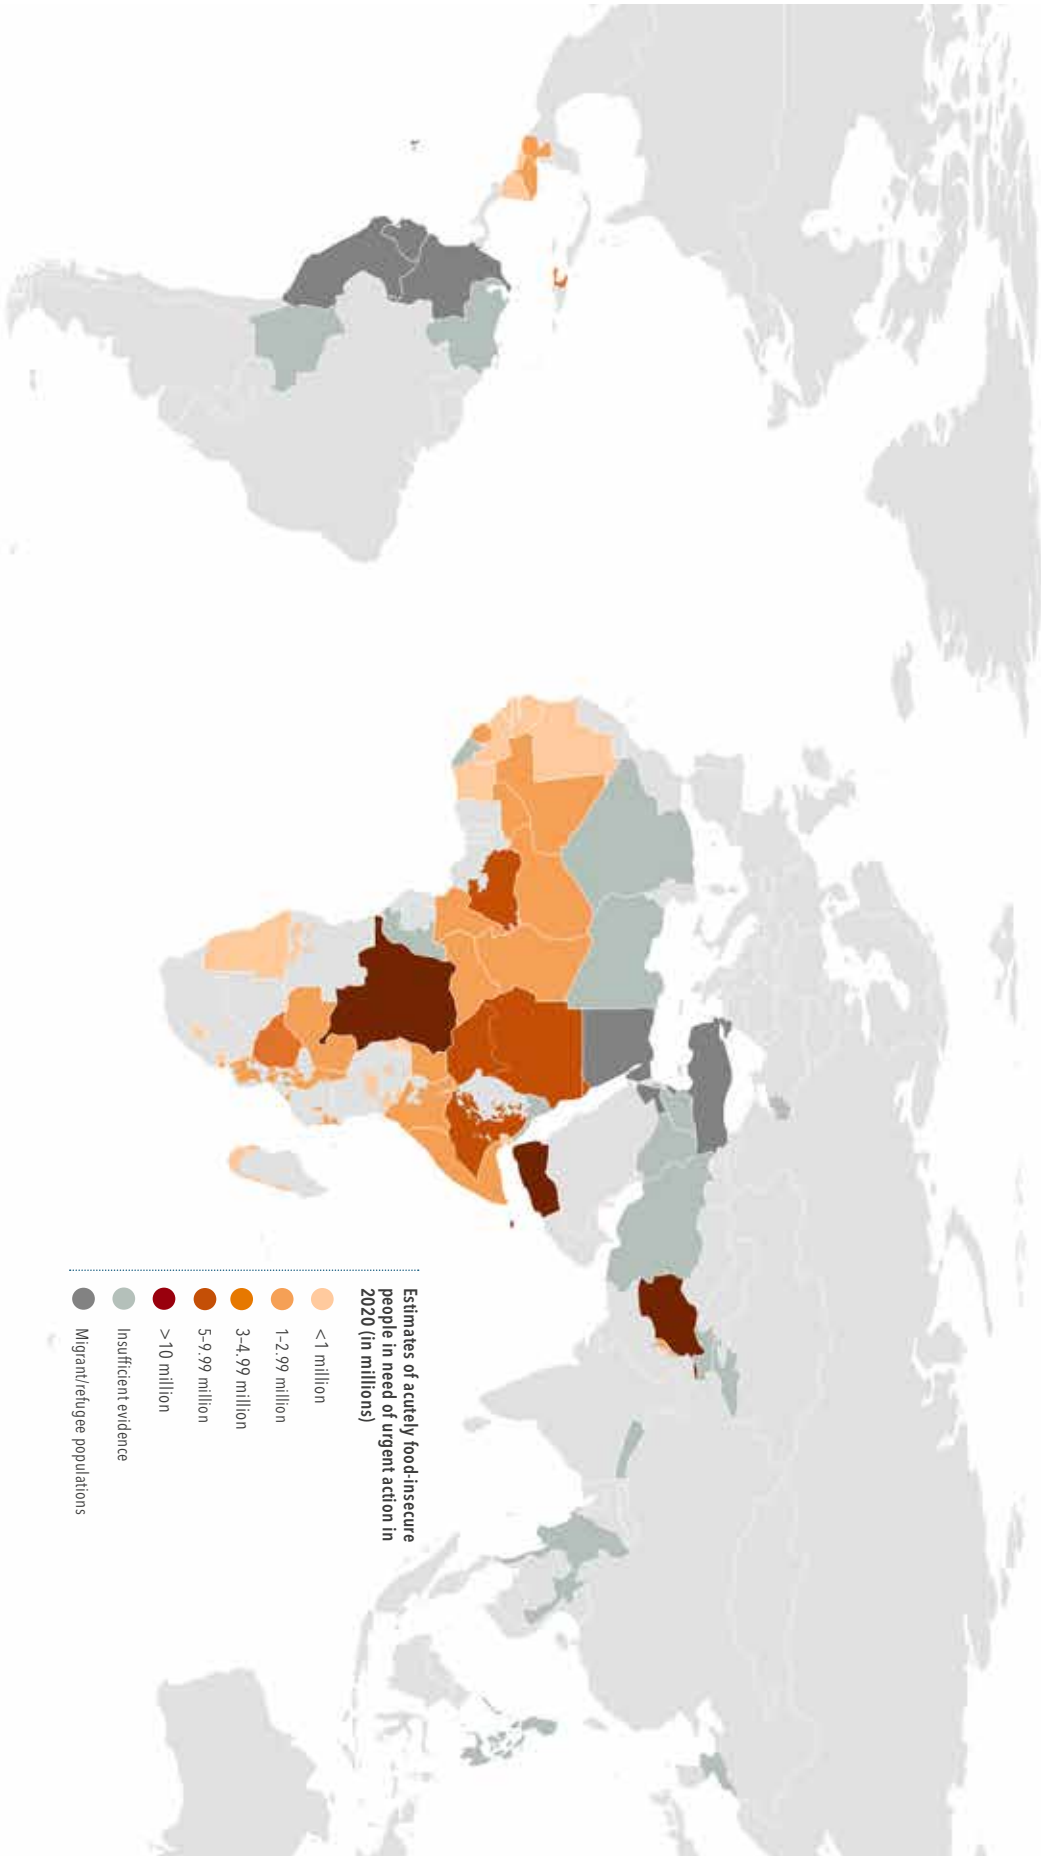 Estimates of acutely food-insecure
people in need of urgent action in
2020 (in millions)
<1 million
1-2.99 million
3-4.99 million
5-9.99 million
>10 million
Insufficient evidence
Migrant/refugee populations